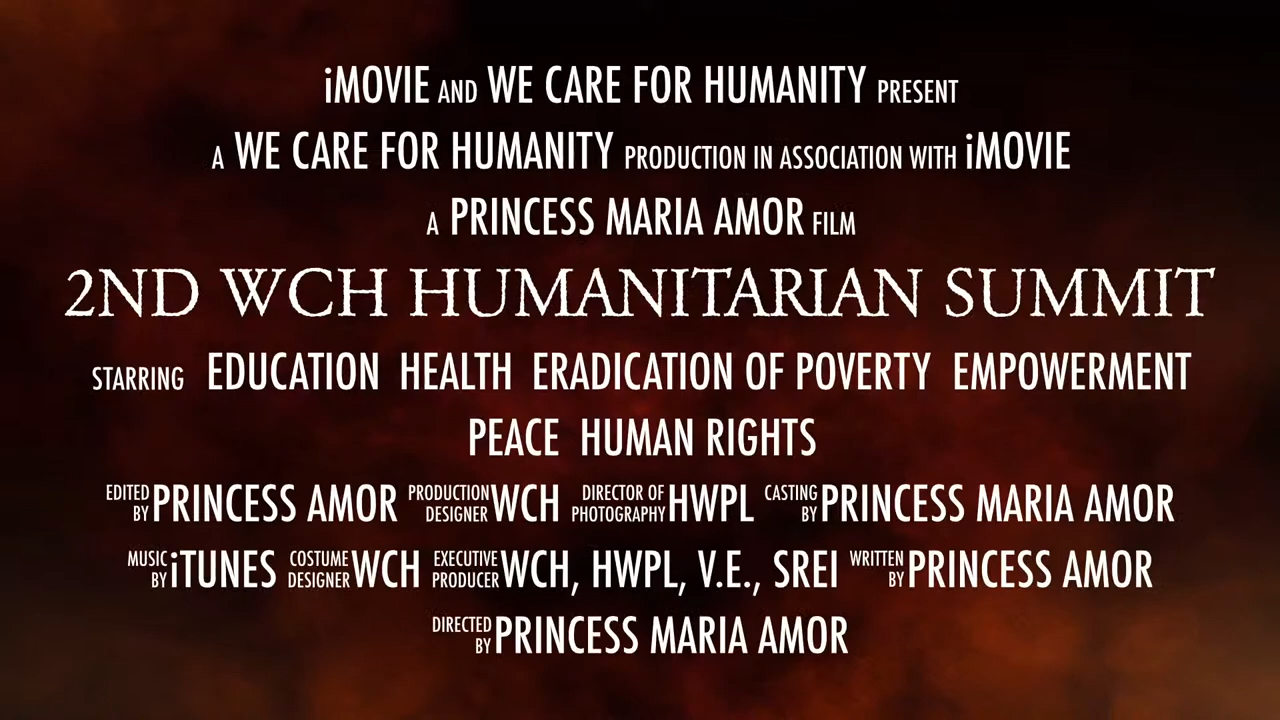 iMOVIE AND WE CARE FOR HUMANITY PRESENT
A WE CARE FOR HUMANITY PRODUCTION IN ASSOCIATION WITH iMOVIE
A PRINCESS MARIA AMOR FILM
2ND WCH HUMANITARIAN SUMMIT
STARRING EDUCATION HEALTH ERADICATION OF POVERTY EMPOWERMENT
PEACE HUMAN RIGHTS
EDITED BY PRINCESS AMOR PRODUCTION DESIGNER WCH DIRECTOR OF PHOTOGRAPHY HWPL CASTING BY PRINCESS MARIA AMOR
MUSIC BY iTUNES COSTUME DESIGNER WCH EXECUTIVE PRODUCER WCH, HWPL, V.E., SREI WRITTEN BY PRINCESS AMOR
DIRECTED BY PRINCESS MARIA AMOR